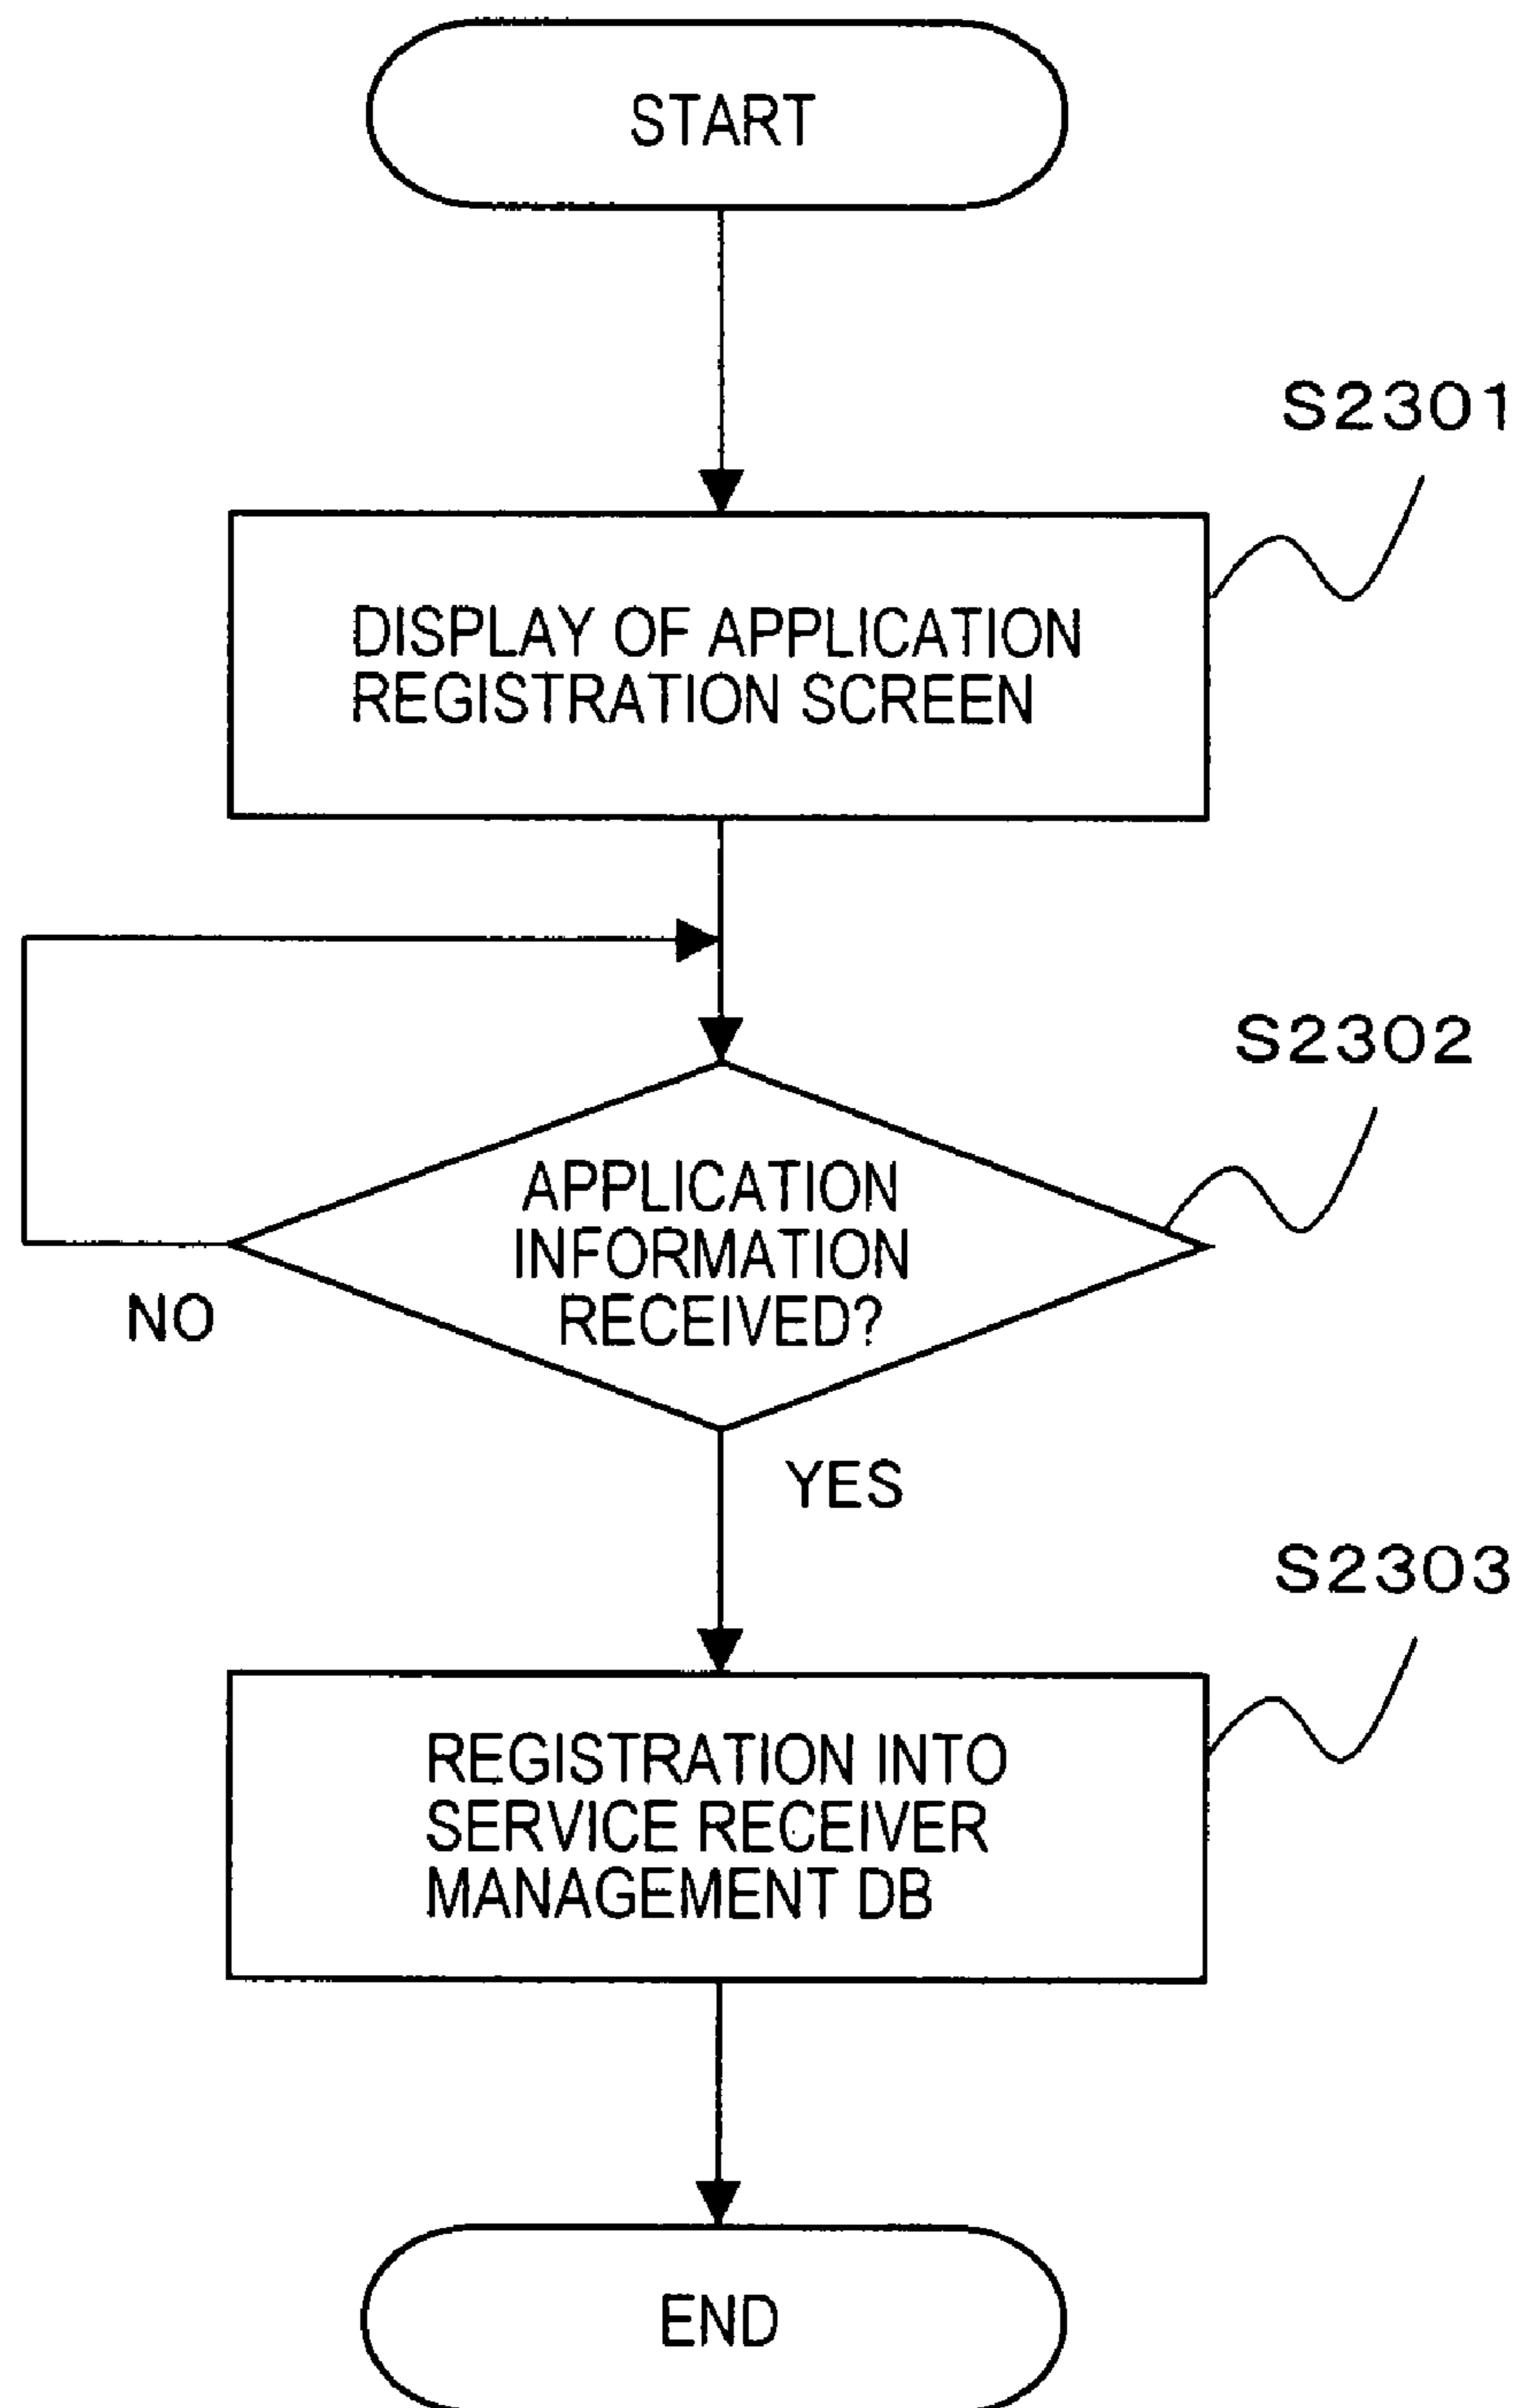 START
S2301
DISPLAY OF APPLICATION
REGISTRATION SCREEN
S2302
APPLICATION
INFORMATION
RECEIVED?
NO
YES
S2303
REGISTRATION INTO
SERVICE RECEIVER
MANAGEMENT DB
END